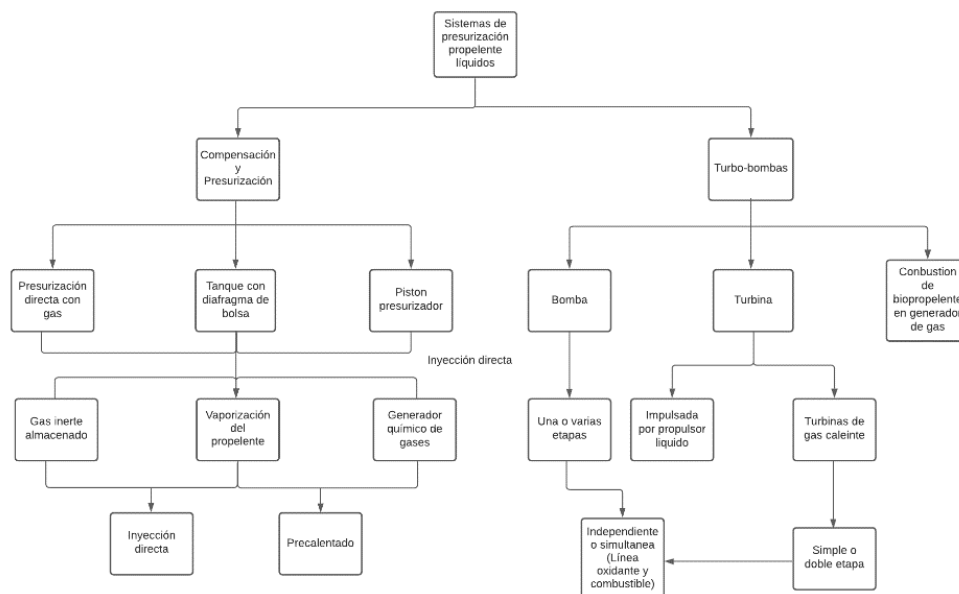 Sistemas de
presurización
propelente
líquidos
Compensación
y
Presurización
Turbo-bombas
Presurización
directa con
gas
Tanque con
diafragma de
bolsa
Piston
presurizador
Bomba
Turbina
Conbustion
de
biopropelente
en generador
de gas
Inyección directa
Gas inerte
almacenado
Vaporización
del
propelente
Generador
químico de
gases
Una o varias
etapas
Impulsada
por propulsor
liquido
Turbinas de
gas caleinte
Inyección
directa
Precalentado
Independiente
o simultanea
(Línea
oxidante y
combustible)
Simple o
doble etapa